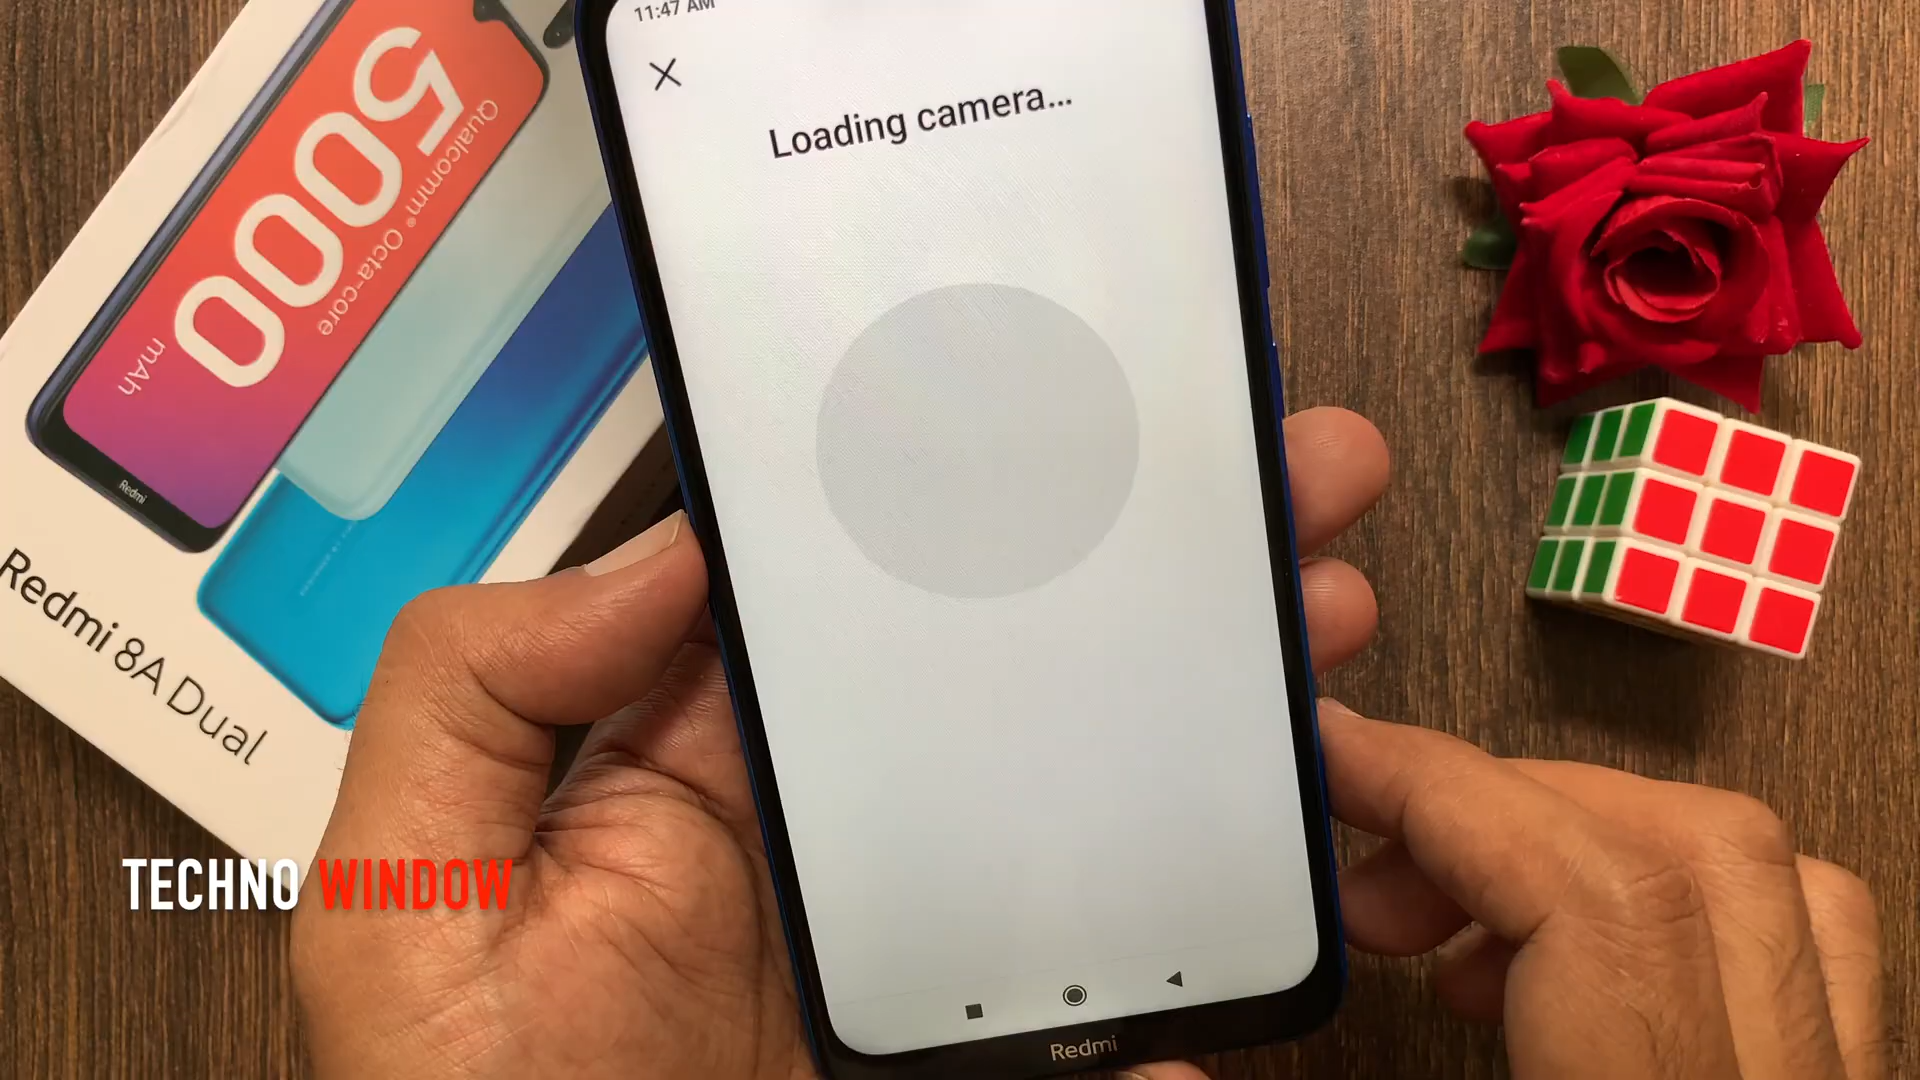 11:47 AM
Loading camera...
5000
mAh
Qualcomm® Octa-core
Redmi
Redmi 8A Dual
TECHNO WINDOW
Redmi